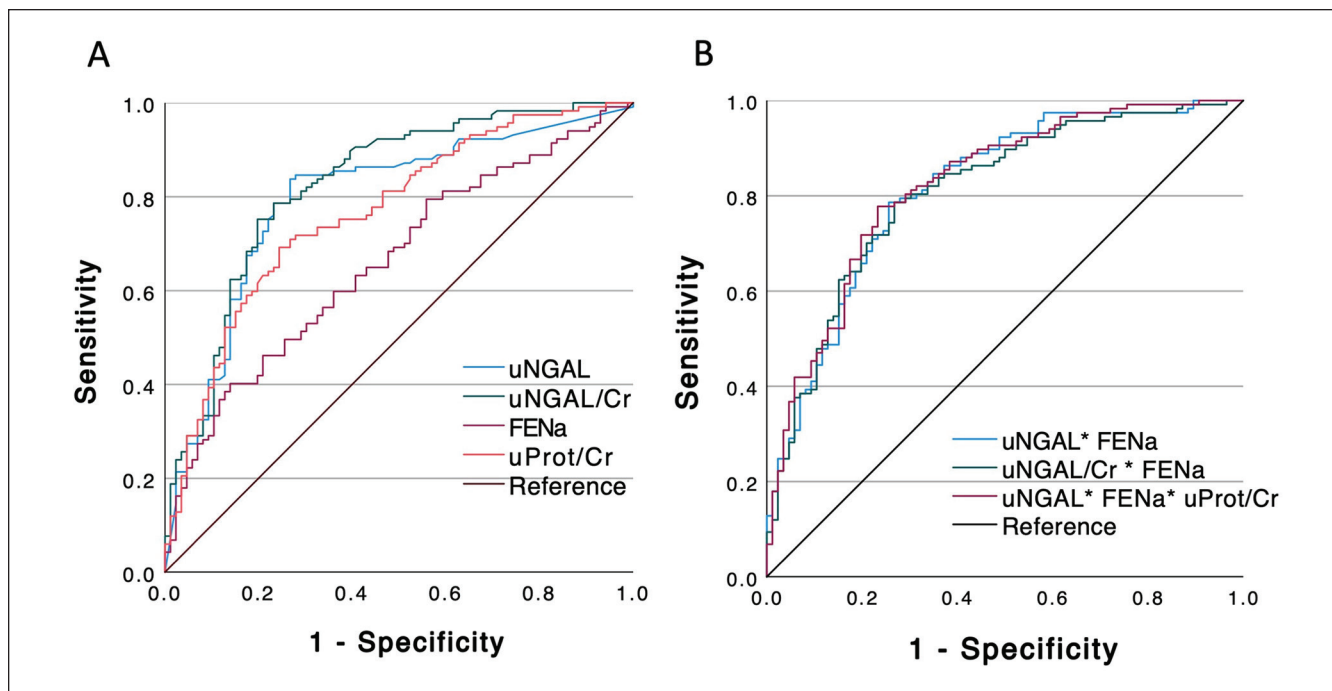 A
1.0
0.8
0.6
0.4
0.2
0.0
Sensitivity
uNGAL
uNGAL/Cr
FENa
uProt/Cr
Reference
0.0 0.2 0.4 0.6 0.8 1.0
1 - Specificity
B
1.0
0.8
0.6
0.4
0.2
0.0
Sensitivity
uNGAL* FENa
uNGAL/Cr * FENa
uNGAL* FENa* uProt/Cr
Reference
0.0 0.2 0.4 0.6 0.8 1.0
1 - Specificity